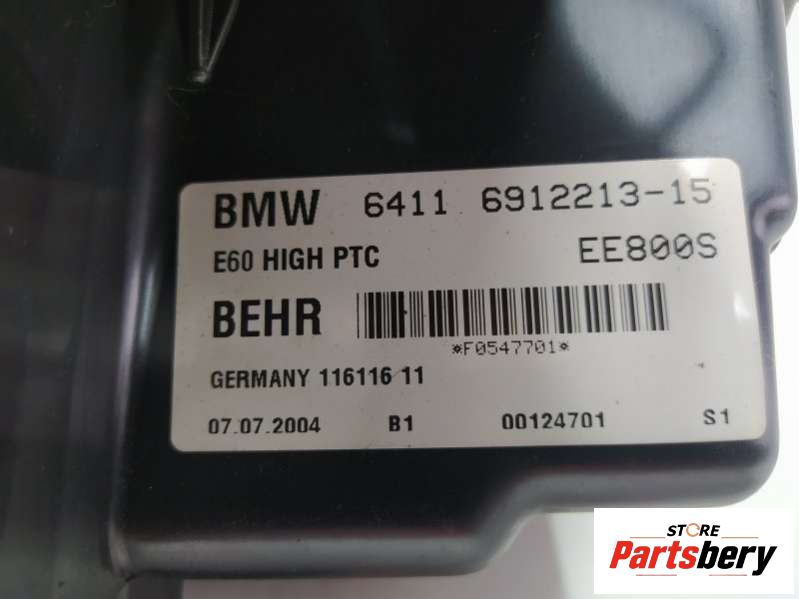 BMW 6411 6912213-15
E60 HIGH PTC EE800S
BEHR
*F0547701*
GERMANY 116116 11
07.07.2004 B1 00124701 S1
STORE
Partsbery